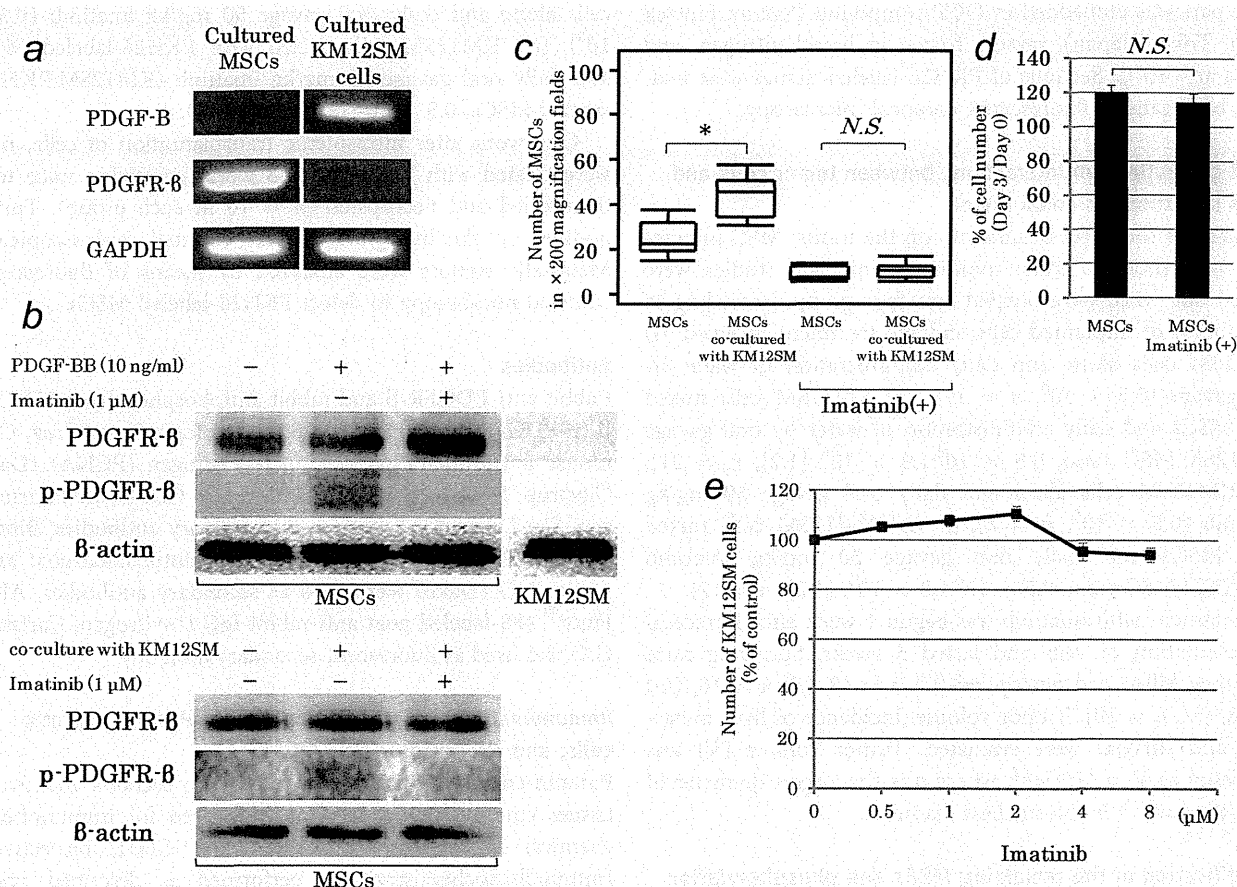 a
Cultured
MSCs
Cultured
KM12SM
cells
PDGF-B
PDGFR-ß
GAPDH
b
PDGF-BB (10 ng/ml) − + +
Imatinib (1 µM) − − +
PDGFR-ß
p-PDGFR-ß
ß-actin
MSCs
KM12SM
co-culture with KM12SM − + +
Imatinib (1 µM) − − +
PDGFR-ß
p-PDGFR-ß
ß-actin
MSCs
c
Number of MSCs
in ×200 magnification fields
100
80
60
40
20
0
*
N.S.
MSCs
MSCs
co-cultured
with KM12SM
MSCs
MSCs
co-cultured
with KM12SM
Imatinib(+)
d
N.S.
% of cell number
(Day 3/Day 0)
140
120
100
80
60
40
20
0
MSCs
MSCs
Imatinib (+)
e
Number of KM12SM cells
(% of control)
120
100
80
60
40
20
0
0 0.5 1 2 4 8 (µM)
Imatinib